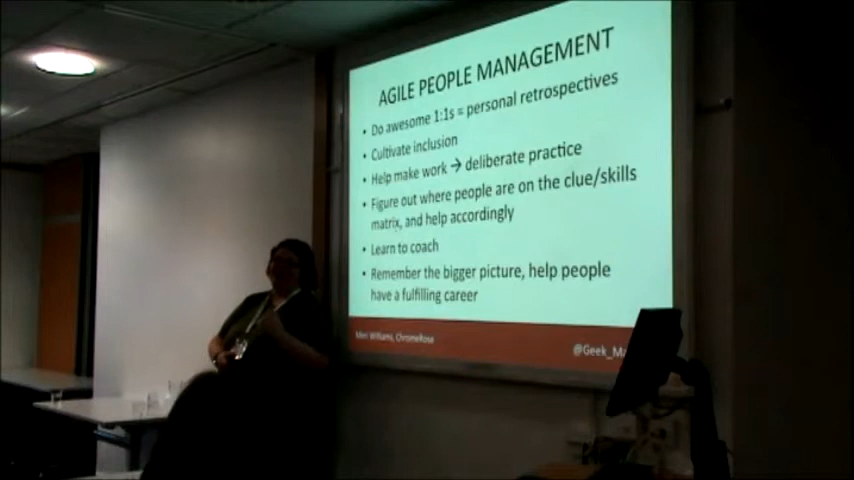 AGILE PEOPLE MANAGEMENT
• Do awesome 1:1s = personal retrospectives
• Cultivate inclusion
• Help make work → deliberate practice
• Figure out where people are on the clue/skills
matrix, and help accordingly
• Learn to coach
• Remember the bigger picture, help people
have a fulfilling career
Meri Williams, ChromeRose
@Geek_Ma